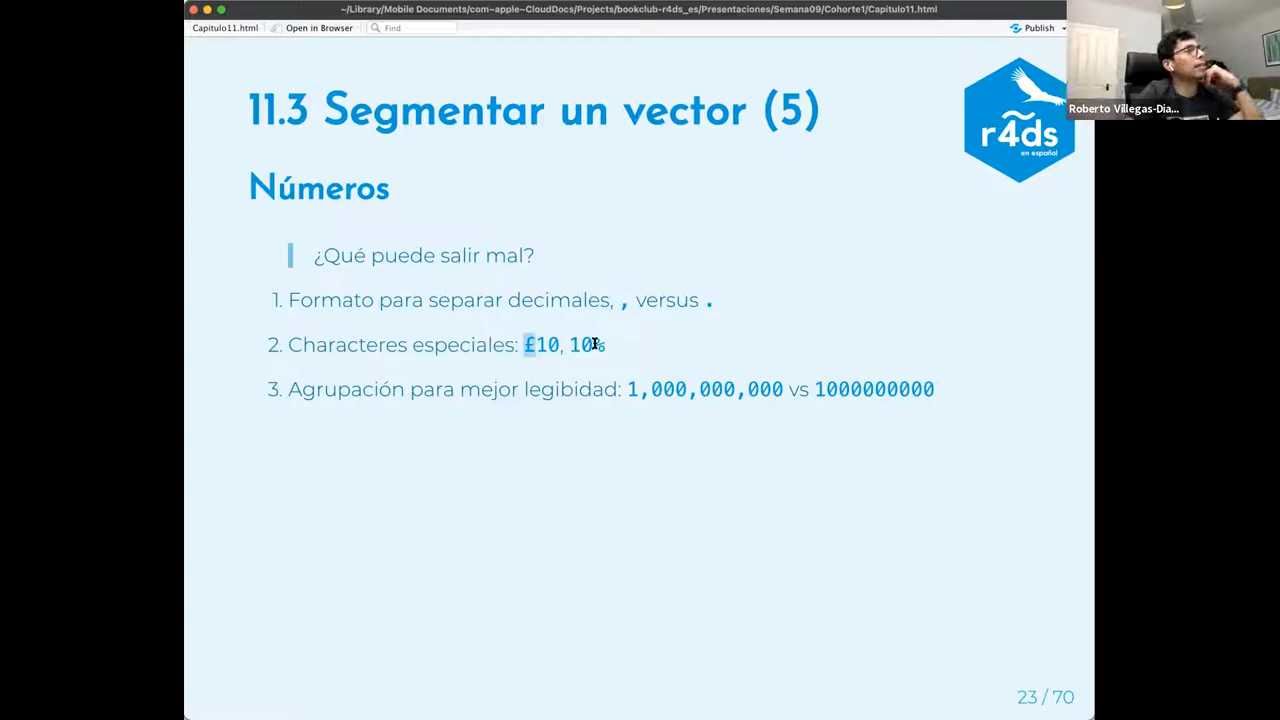 ~/Library/Mobile Documents/com~apple~CloudDocs/Projects/bookclub-r4ds_es/Presentaciones/Semana09/Cohorte1/Capitulo11.html
Capitulo11.html
Open in Browser
Find
Publish
11.3 Segmentar un vector (5)
r4ds
en español
Roberto Villegas-Dia...
Números
¿Qué puede salir mal?
1. Formato para separar decimales, , versus .
2. Characteres especiales: £10, 10%
3. Agrupación para mejor legibidad: 1,000,000,000 vs 1000000000
23 / 70